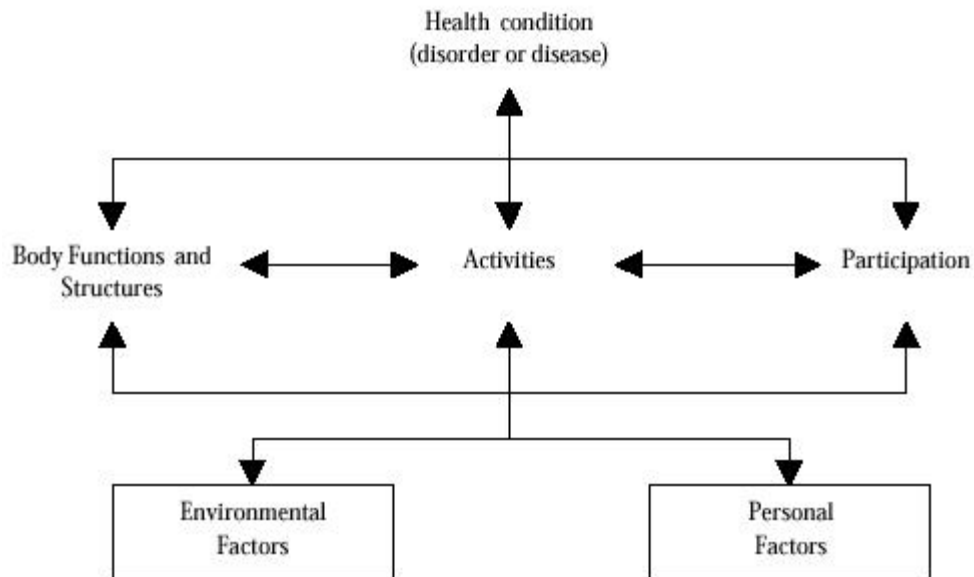 Health condition
(disorder or disease)
Body Functions and
Structures
Activities
Participation
Environmental
Factors
Personal
Factors